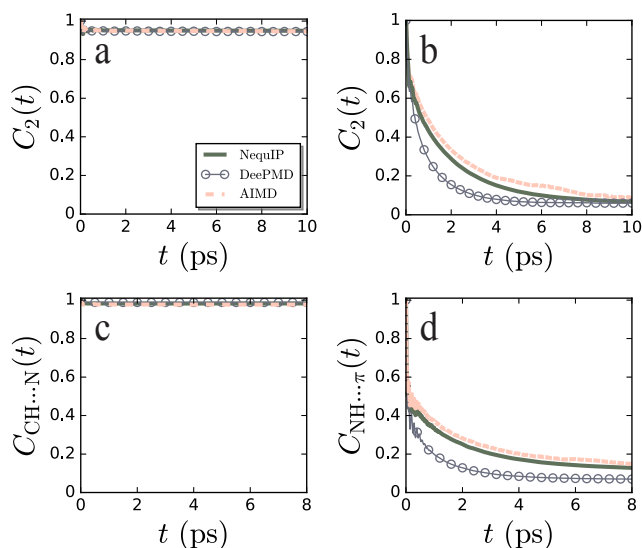 1
0.8
0.6
0.4
0.2
0
C₂(t)
a
NequIP
DeePMD
AIMD
0 2 4 6 8 10
t (ps)
1
0.8
0.6
0.4
0.2
0
C₂(t)
b
0 2 4 6 8 10
t (ps)
1
0.8
0.6
0.4
0.2
0
C_CH···N(t)
c
0 2 4 6 8
t (ps)
1
0.8
0.6
0.4
0.2
0
C_NH···π(t)
d
0 2 4 6 8
t (ps)